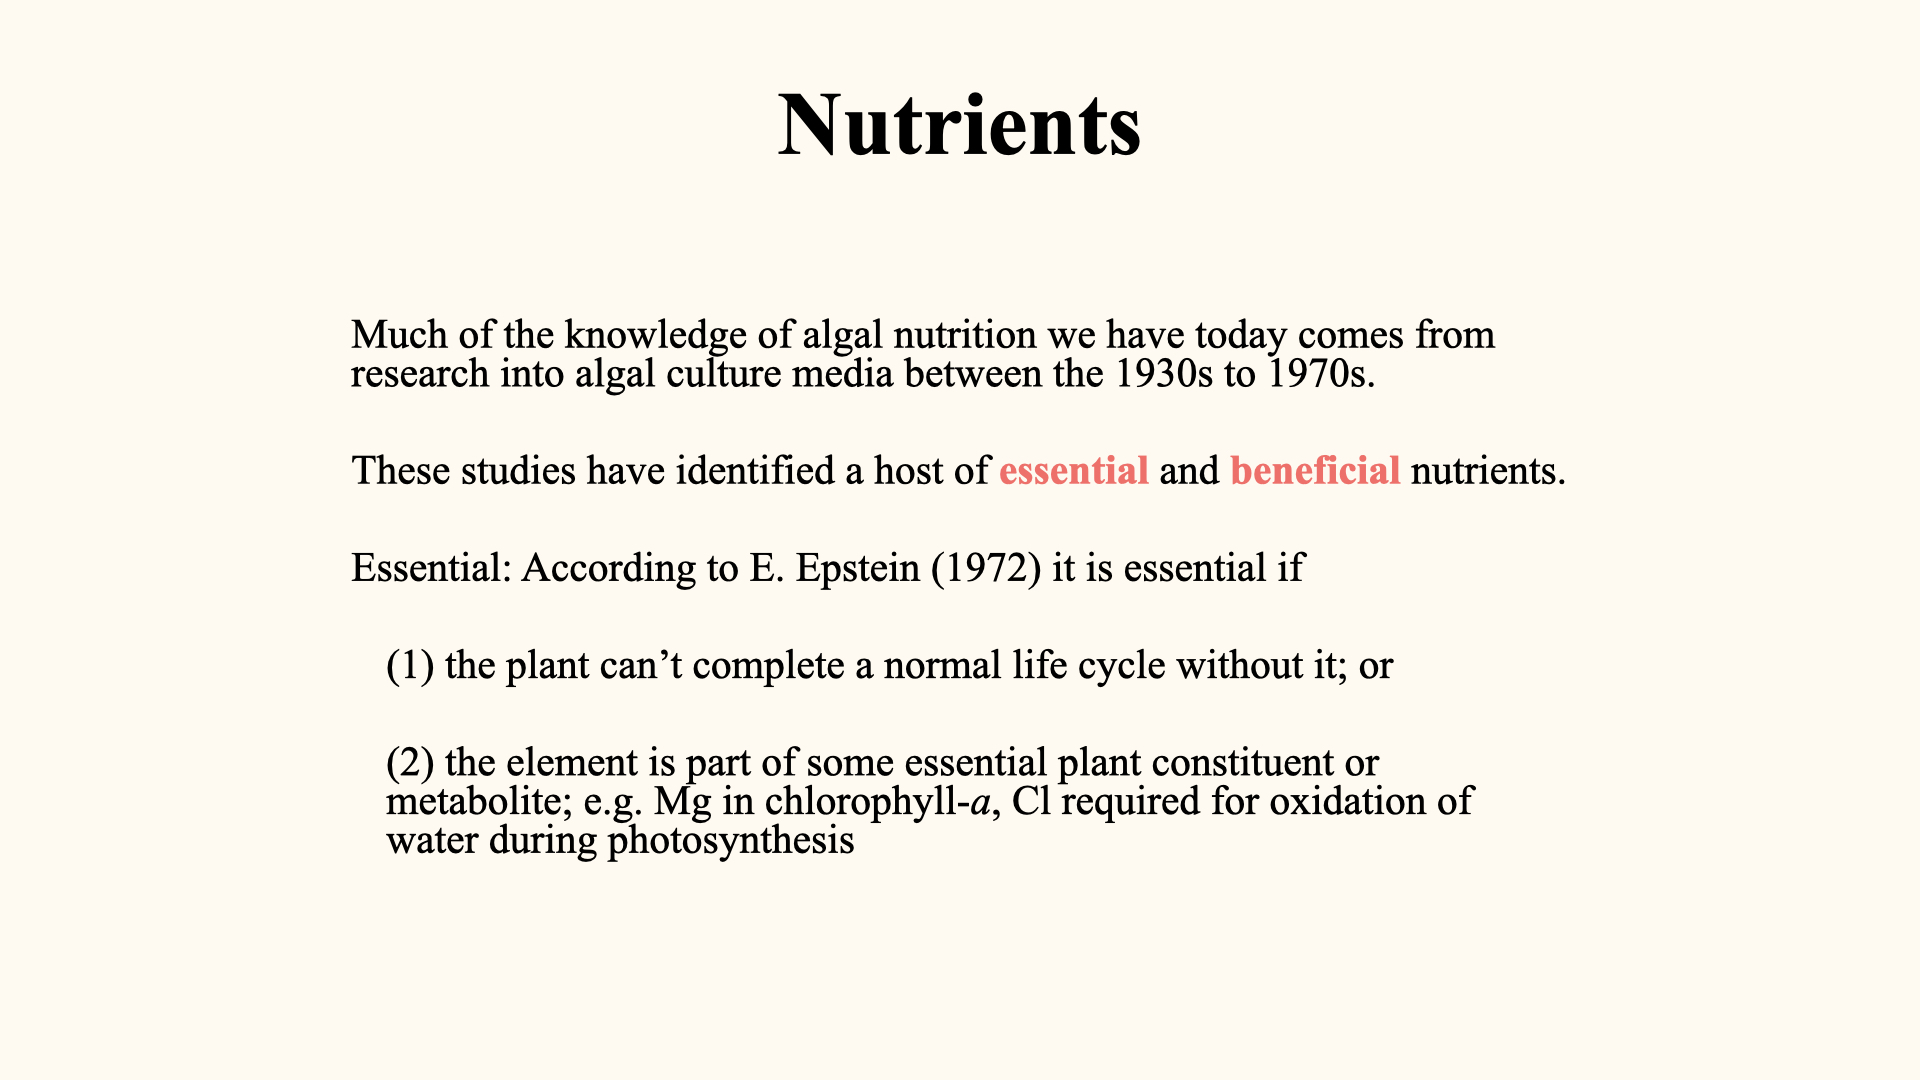 Nutrients
Much of the knowledge of algal nutrition we have today comes from
research into algal culture media between the 1930s to 1970s.
These studies have identified a host of essential and beneficial nutrients.
Essential: According to E. Epstein (1972) it is essential if
(1) the plant can’t complete a normal life cycle without it; or
(2) the element is part of some essential plant constituent or
metabolite; e.g. Mg in chlorophyll-a, Cl required for oxidation of
water during photosynthesis